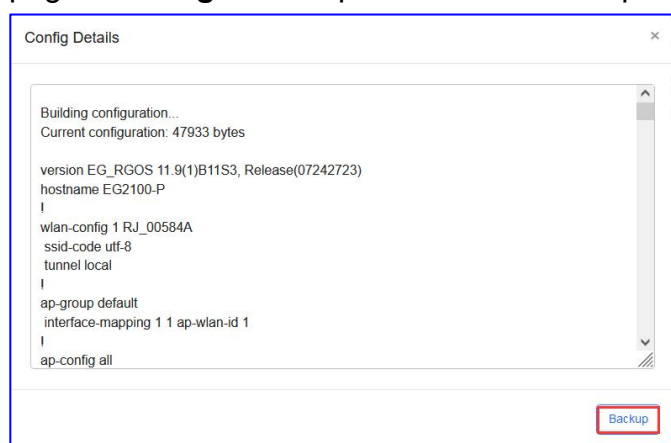 Config Details
×
Building configuration...
Current configuration: 47933 bytes
version EG_RGOS 11.9(1)B11S3, Release(07242723)
hostname EG2100-P
!
wlan-config 1 RJ_00584A
ssid-code utf-8
tunnel local
!
ap-group default
interface-mapping 1 1 ap-wlan-id 1
!
ap-config all
Backup